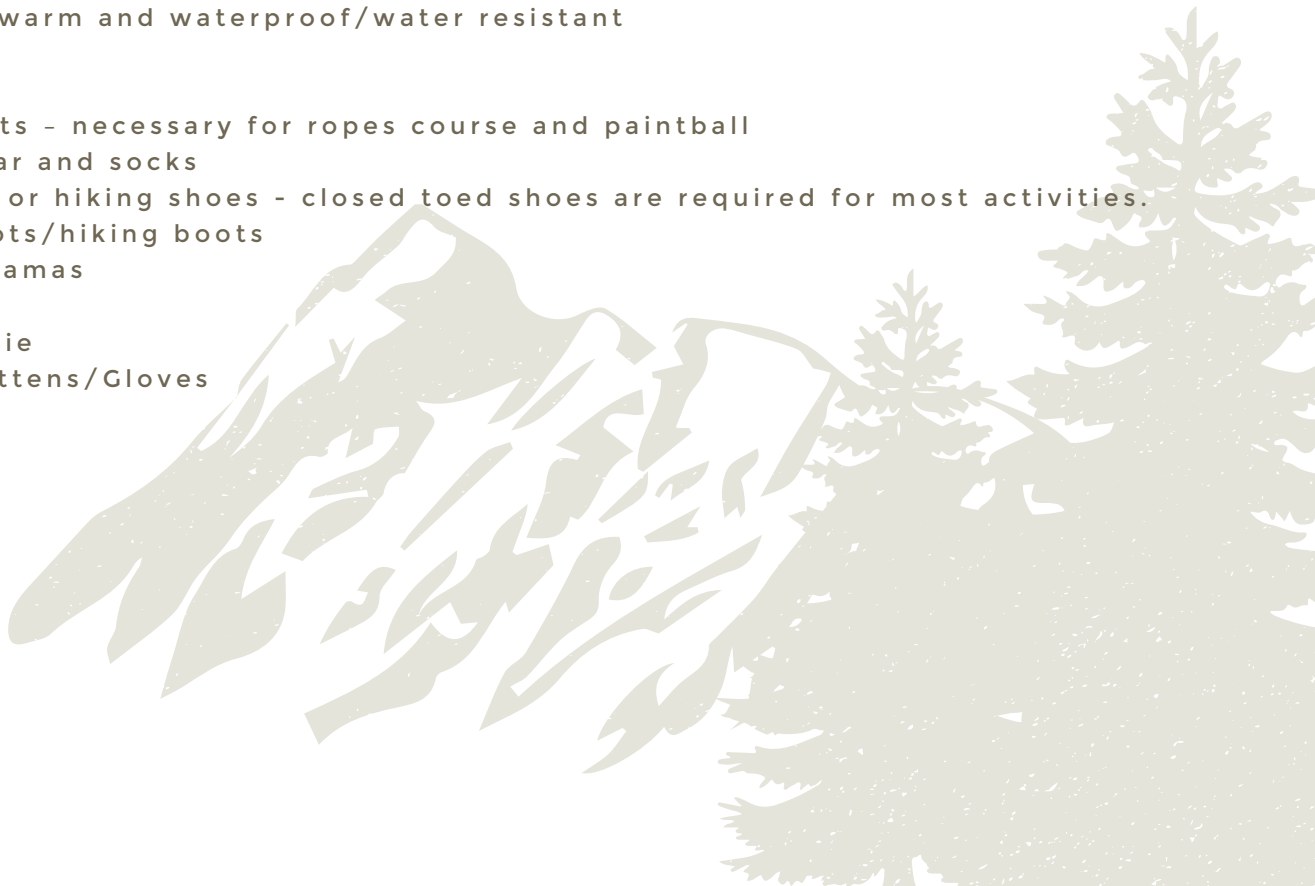 warm and waterproof/water resistant
ts – necessary for ropes course and paintball
ar and socks
or hiking shoes - closed toed shoes are required for most activities.
ots/hiking boots
amas
ie
ttens/Gloves